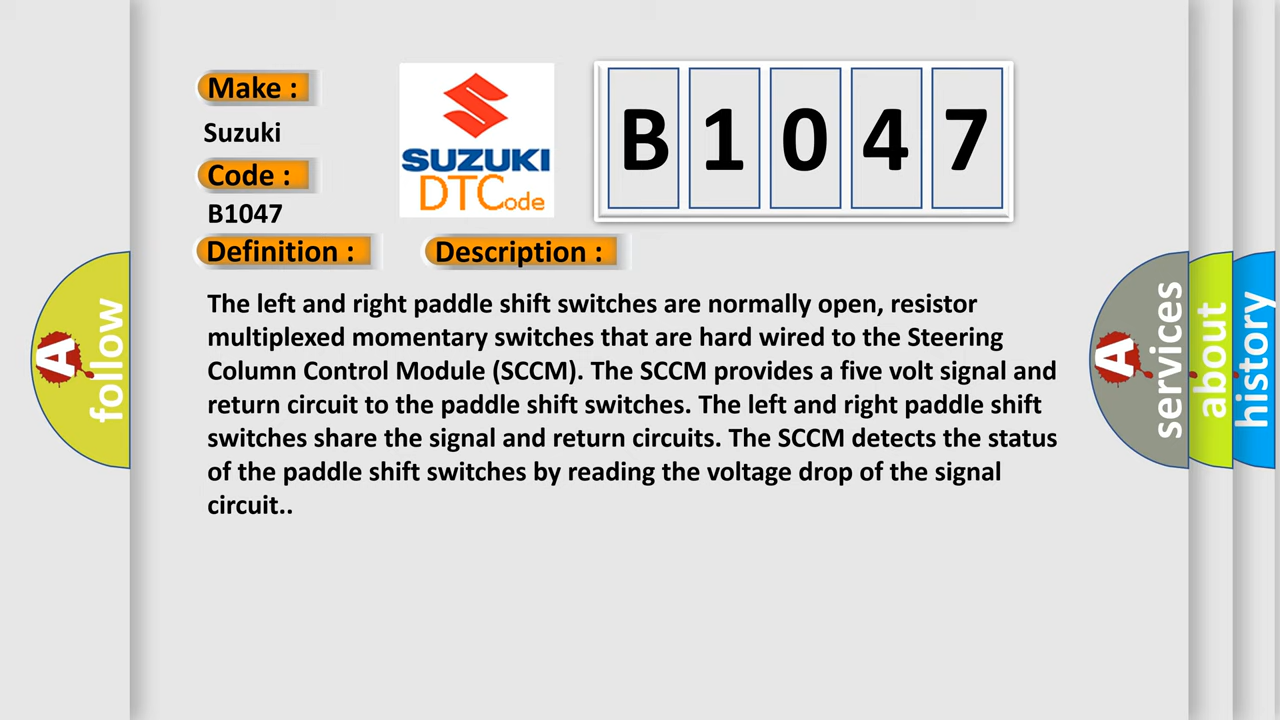 Make :
Suzuki
Code :
B1047
Definition :
Description :
SUZUKI
DTCode
B1047
The left and right paddle shift switches are normally open, resistor
multiplexed momentary switches that are hard wired to the Steering
Column Control Module (SCCM). The SCCM provides a five volt signal and
return circuit to the paddle shift switches. The left and right paddle shift
switches share the signal and return circuits. The SCCM detects the status
of the paddle shift switches by reading the voltage drop of the signal
circuit..
A follow
A services
about
history